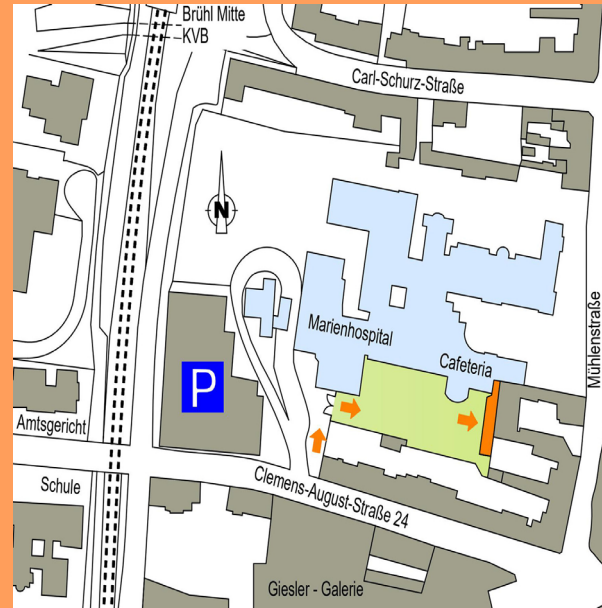 Brühl Mitte
KVB
Carl-Schurz-Straße
N
Mühlenstraße
Marienhospital
Cafeteria
P
Amtsgericht
Schule
Clemens-August-Straße 24
Giesler - Galerie